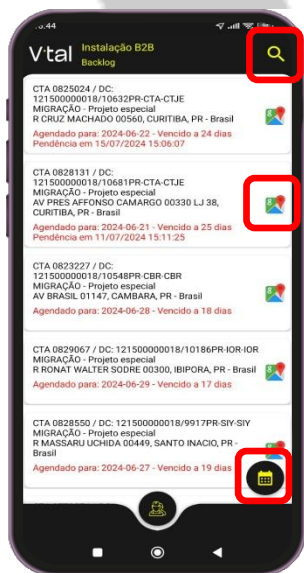 V.tal Instalação B2B
Backlog
CTA 0825024 / DC:
121500000018/10632PR-CTA-CTJE
MIGRAÇÃO - Projeto especial
R CRUZ MACHADO 00560, CURITIBA, PR - Brasil
Agendado para: 2024-06-22 - Vencido a 24 dias
Pendência em 15/07/2024 15:06:07
CTA 0828131 / DC:
121500000018/10681PR-CTA-CTJE
MIGRAÇÃO - Projeto especial
AV PRES AFFONSO CAMARGO 00330 LJ 38,
CURITIBA, PR - Brasil
Agendado para: 2024-06-21 - Vencido a 25 dias
Pendência em 11/07/2024 15:11:25
CTA 0823227 / DC:
121500000018/10548PR-CBR-CBR
MIGRAÇÃO - Projeto especial
AV BRASIL 01147, CAMBARA, PR - Brasil
Agendado para: 2024-06-28 - Vencido a 18 dias
CTA 0829067 / DC: 121500000018/10186PR-IOR-IOR
MIGRAÇÃO - Projeto especial
R RONAT WALTER SODRE 00300, IBIPORA, PR - Brasil
Agendado para: 2024-06-29 - Vencido a 17 dias
CTA 0828550 / DC: 121500000018/9917PR-SIY-SIY
MIGRAÇÃO - Projeto especial
R MASSARU UCHIDA 00449, SANTO INACIO, PR -
Brasil
Agendado para: 2024-06-27 - Vencido a 19 dias